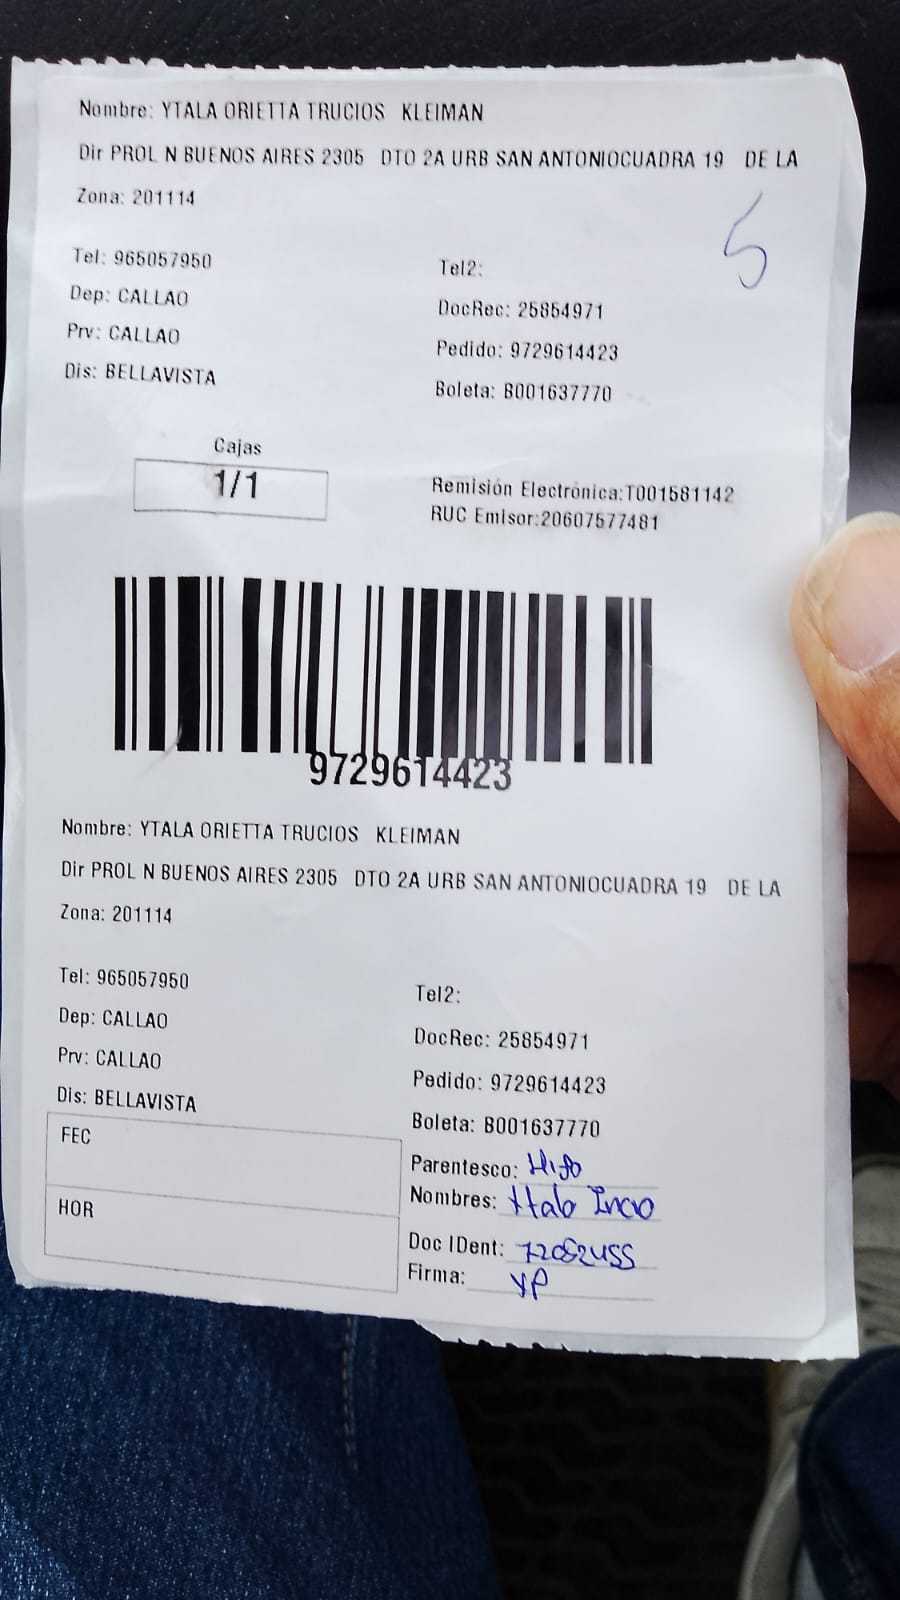 Nombre: YTALA ORIETTA TRUCIOS KLEIMAN
Dir PROL N BUENOS AIRES 2305 DTO 2A URB SAN ANTONIOCUADRA 19 DE LA
Zona: 201114
5
Tel: 965057950
Tel2:
Dep: CALLAO
DocRec: 25854971
Prv: CALLAO
Pedido: 9729614423
Dis: BELLAVISTA
Boleta: B001637770
Cajas
1/1
Remisión Electrónica:T001581142
RUC Emisor:20607577481
9729614423
Nombre: YTALA ORIETTA TRUCIOS KLEIMAN
Dir PROL N BUENOS AIRES 2305 DTO 2A URB SAN ANTONIOCUADRA 19 DE LA
Zona: 201114
Tel: 965057950
Tel2:
Dep: CALLAO
DocRec: 25854971
Prv: CALLAO
Pedido: 9729614423
Dis: BELLAVISTA
Boleta: B001637770
FEC
Parentesco: Hijo
Nombres: Italo
HOR
Doc IDent:
Firma: YP